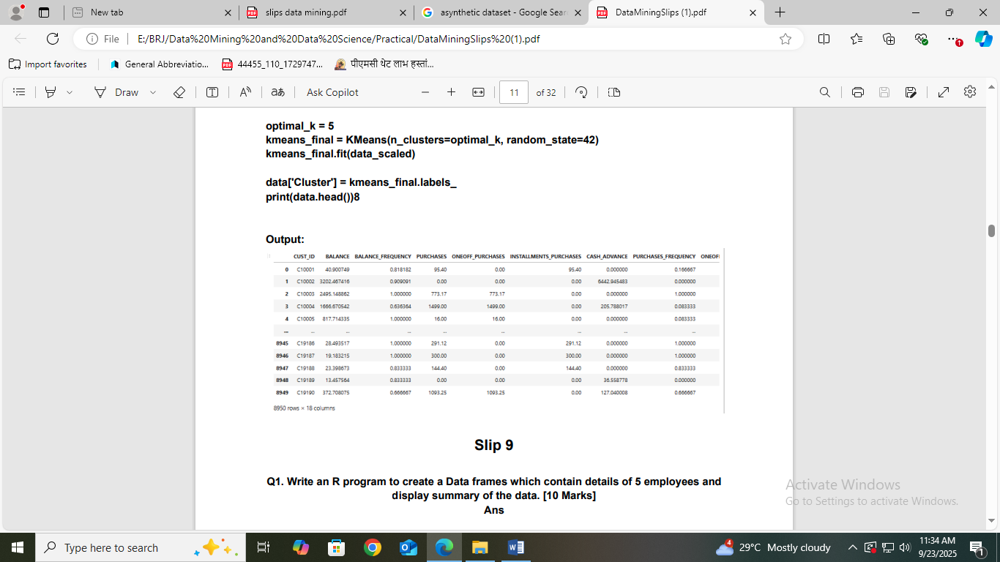 New tab
slips data mining.pdf
asynthetic dataset - Google Sear
DataMiningSlips (1).pdf
File
E:/BRJ/Data%20Mining%20and%20Data%20Science/Practical/DataMiningSlips%20(1).pdf
Import favorites
General Abbreviatio...
44455_110_1729747...
पीएमसी थेट लाभ हस्तां...
Draw
Ask Copilot
11 of 32
optimal_k = 5
kmeans_final = KMeans(n_clusters=optimal_k, random_state=42)
kmeans_final.fit(data_scaled)
data['Cluster'] = kmeans_final.labels_
print(data.head())8
Output:
CUST_ID BALANCE BALANCE_FREQUENCY PURCHASES ONEOFF_PURCHASES INSTALLMENTS_PURCHASES CASH_ADVANCE PURCHASES_FREQUENCY ONEOFI
0 C10001 40.900749 0.818182 95.40 0.00 95.40 0.000000 0.166667
1 C10002 3202.467416 0.909091 0.00 0.00 0.00 6442.945483 0.000000
2 C10003 2495.148862 1.000000 773.17 773.17 0.00 0.000000 1.000000
3 C10004 1666.670542 0.636364 1499.00 1499.00 0.00 205.788017 0.083333
4 C10005 817.714335 1.000000 16.00 16.00 0.00 0.000000 0.083333
... ... ... ... ... ... ... ... ...
8945 C19186 28.493517 1.000000 291.12 0.00 291.12 0.000000 1.000000
8946 C19187 19.183215 1.000000 300.00 0.00 300.00 0.000000 1.000000
8947 C19188 23.398673 0.833333 144.40 0.00 144.40 0.000000 0.833333
8948 C19189 13.457564 0.833333 0.00 0.00 0.00 36.558778 0.000000
8949 C19190 372.708075 0.666667 1093.25 1093.25 0.00 127.040008 0.666667
8950 rows × 18 columns
Slip 9
Q1. Write an R program to create a Data frames which contain details of 5 employees and
display summary of the data. [10 Marks]
Ans
Activate Windows
Go to Settings to activate Windows.
Type here to search
4
29°C Mostly cloudy
11:34 AM
9/23/2025
1